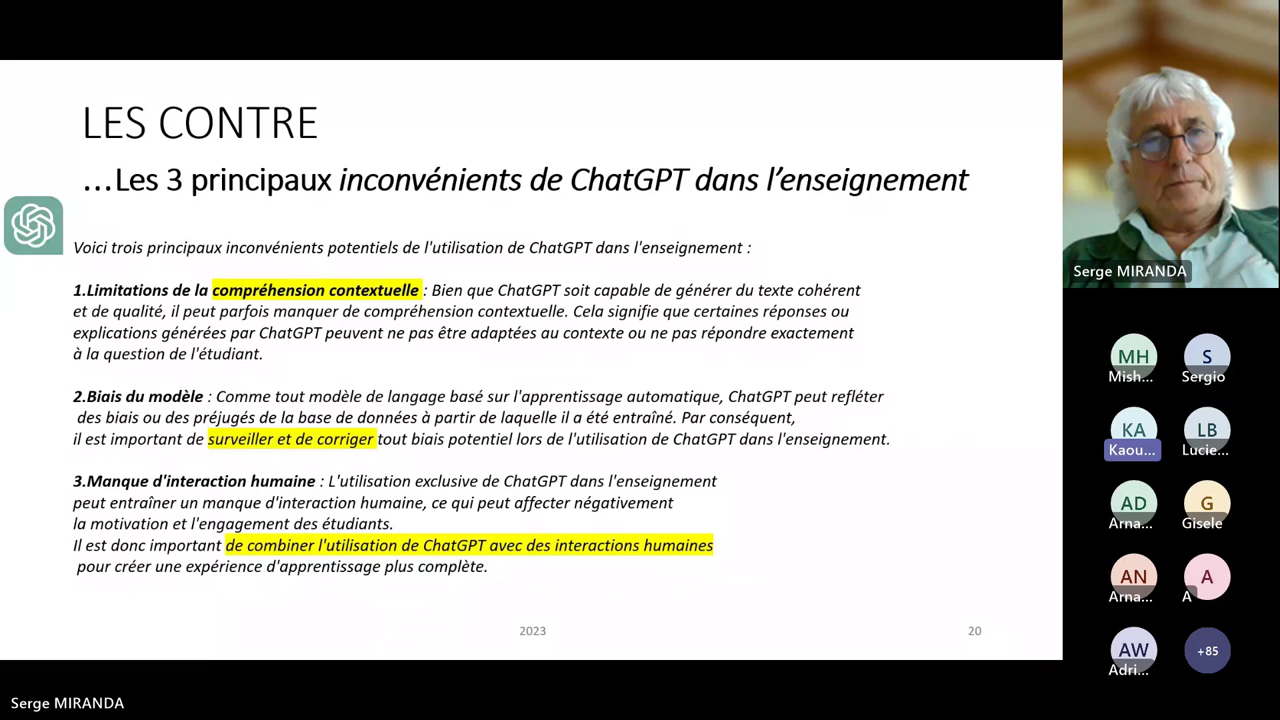 LES CONTRE
…Les 3 principaux inconvénients de ChatGPT dans l’enseignement
Voici trois principaux inconvénients potentiels de l'utilisation de ChatGPT dans l'enseignement :
1.Limitations de la compréhension contextuelle : Bien que ChatGPT soit capable de générer du texte cohérent
et de qualité, il peut parfois manquer de compréhension contextuelle. Cela signifie que certaines réponses ou
explications générées par ChatGPT peuvent ne pas être adaptées au contexte ou ne pas répondre exactement
à la question de l'étudiant.
2.Biais du modèle : Comme tout modèle de langage basé sur l'apprentissage automatique, ChatGPT peut refléter
des biais ou des préjugés de la base de données à partir de laquelle il a été entraîné. Par conséquent,
il est important de surveiller et de corriger tout biais potentiel lors de l'utilisation de ChatGPT dans l'enseignement.
3.Manque d'interaction humaine : L'utilisation exclusive de ChatGPT dans l'enseignement
peut entraîner un manque d'interaction humaine, ce qui peut affecter négativement
la motivation et l'engagement des étudiants.
Il est donc important de combiner l'utilisation de ChatGPT avec des interactions humaines
pour créer une expérience d'apprentissage plus complète.
2023
20
Serge MIRANDA
MH
Mish...
S
Sergio
KA
Kaou...
LB
Lucie...
AD
Arna...
G
Gisele
AN
Arna...
A
A
AW
Adri...
+85
Serge MIRANDA